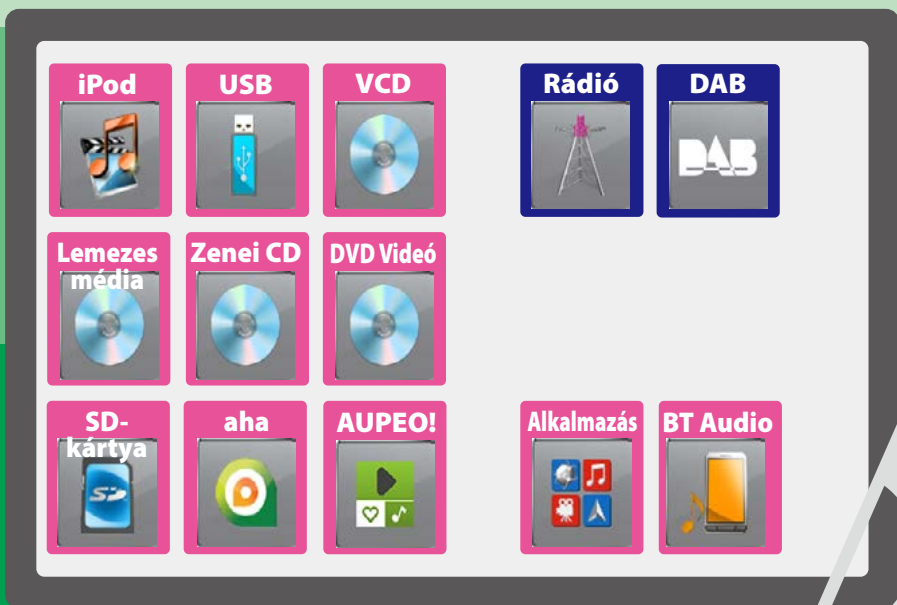 iPod
USB
VCD
Rádió
DAB
DAB
Lemezes
média
Zenei CD
DVD Videó
SD-
kártya
SD
aha
AUPEO!
Alkalmazás
BT Audio